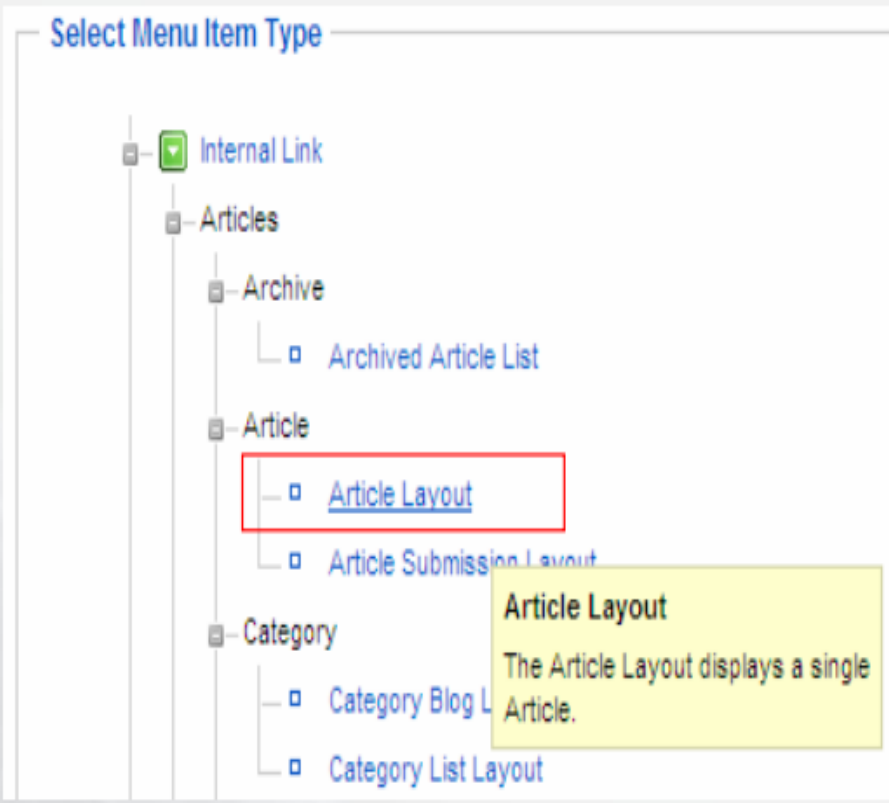 Select Menu Item Type
Internal Link
Articles
Archive
Archived Article List
Article
Article Layout
Article Submission Layout
Category
Article Layout
The Article Layout displays a single
Article.
Category Blog L
Category List Layout